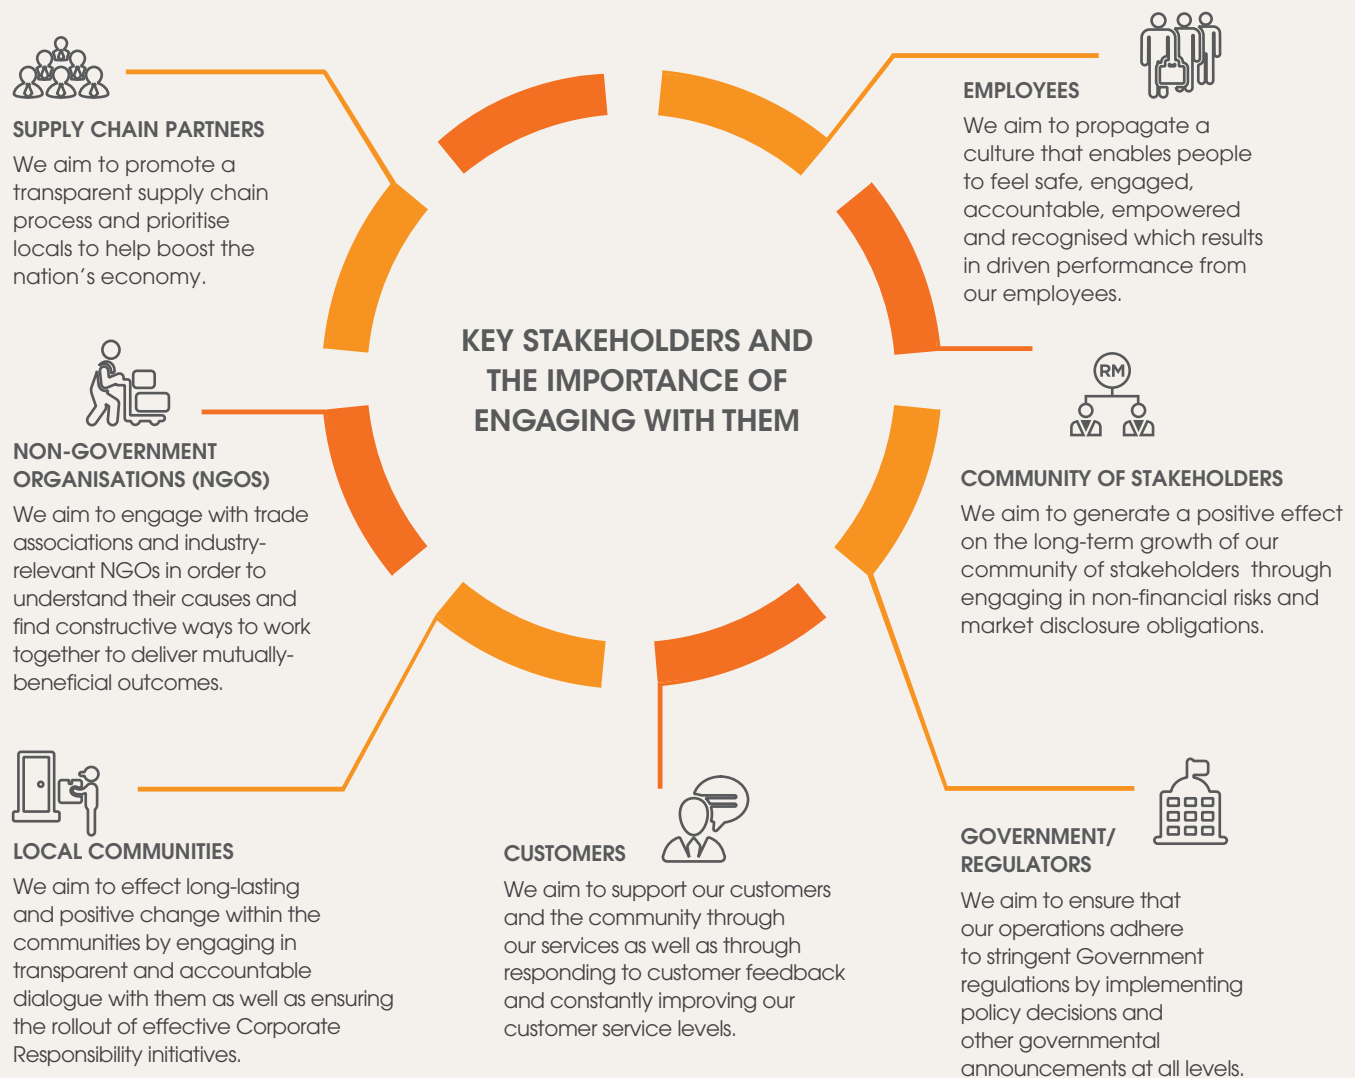 SUPPLY CHAIN PARTNERS
We aim to promote a
transparent supply chain
process and prioritise
locals to help boost the
nation's economy.
EMPLOYEES
We aim to propagate a
culture that enables people
to feel safe, engaged,
accountable, empowered
and recognised which results
in driven performance from
our employees.
KEY STAKEHOLDERS AND
THE IMPORTANCE OF
ENGAGING WITH THEM
NON-GOVERNMENT
ORGANISATIONS (NGOS)
We aim to engage with trade
associations and industry-
relevant NGOs in order to
understand their causes and
find constructive ways to work
together to deliver mutually-
beneficial outcomes.
RM
COMMUNITY OF STAKEHOLDERS
We aim to generate a positive effect
on the long-term growth of our
community of stakeholders through
engaging in non-financial risks and
market disclosure obligations.
LOCAL COMMUNITIES
We aim to effect long-lasting
and positive change within the
communities by engaging in
transparent and accountable
dialogue with them as well as ensuring
the rollout of effective Corporate
Responsibility initiatives.
CUSTOMERS
We aim to support our customers
and the community through
our services as well as through
responding to customer feedback
and constantly improving our
customer service levels.
GOVERNMENT/
REGULATORS
We aim to ensure that
our operations adhere
to stringent Government
regulations by implementing
policy decisions and
other governmental
announcements at all levels.